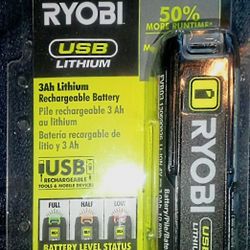 RYOBI
USB
LITHIUM
50%
MORE RUNTIME
3Ah Lithium
Rechargeable Battery
Pile rechargeable 3 Ah
au lithium
Batería recargable de
litio y 3 Ah
USB
RECHARGEABLE
TOOLS & MOBILE DEVICES
FULL HALF LOW
BATTERY LEVEL STATUS
RYOBI
USB
LITHIUM